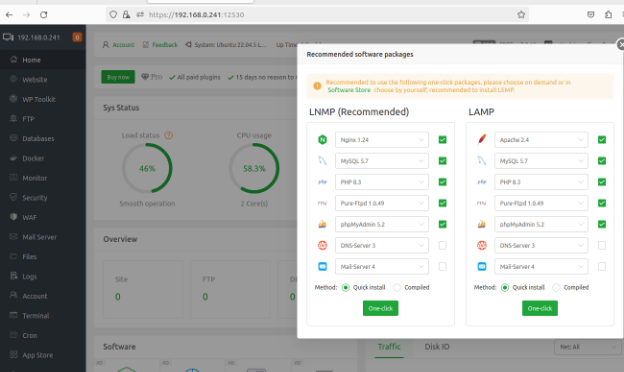 https://192.168.0.241:12530
192.168.0.241
0
Account
Feedback
System: Ubuntu 22.04.5 L...
Home
Website
WP Toolkit
FTP
Databases
Docker
Monitor
Security
WAF
Mail Server
Files
Logs
Account
Terminal
Cron
App Store
Buy now
Pro
All paid plugins
15 days no reason to
Sys Status
Load status
CPU usage
46%
58.3%
Smooth operation
2 Core(s)
Overview
Site
FTP
0
0
Software
Recommended software packages
Recommended to use the following one-click packages, please choose on demand or in
Software Store choose by yourself, recommended to install LEMP.
LNMP (Recommended)
Nginx 1.24
MySQL 5.7
PHP 8.3
Pure-Ftpd 1.0.49
phpMyAdmin 5.2
DNS-Server 3
Mail-Server 4
Method: Quick install Compiled
One-click
LAMP
Apache 2.4
MySQL 5.7
PHP 8.3
Pure-Ftpd 1.0.49
phpMyAdmin 5.2
DNS-Server 3
Mail-Server 4
Method: Quick install Compiled
One-click
Traffic
Disk IO
Net: All